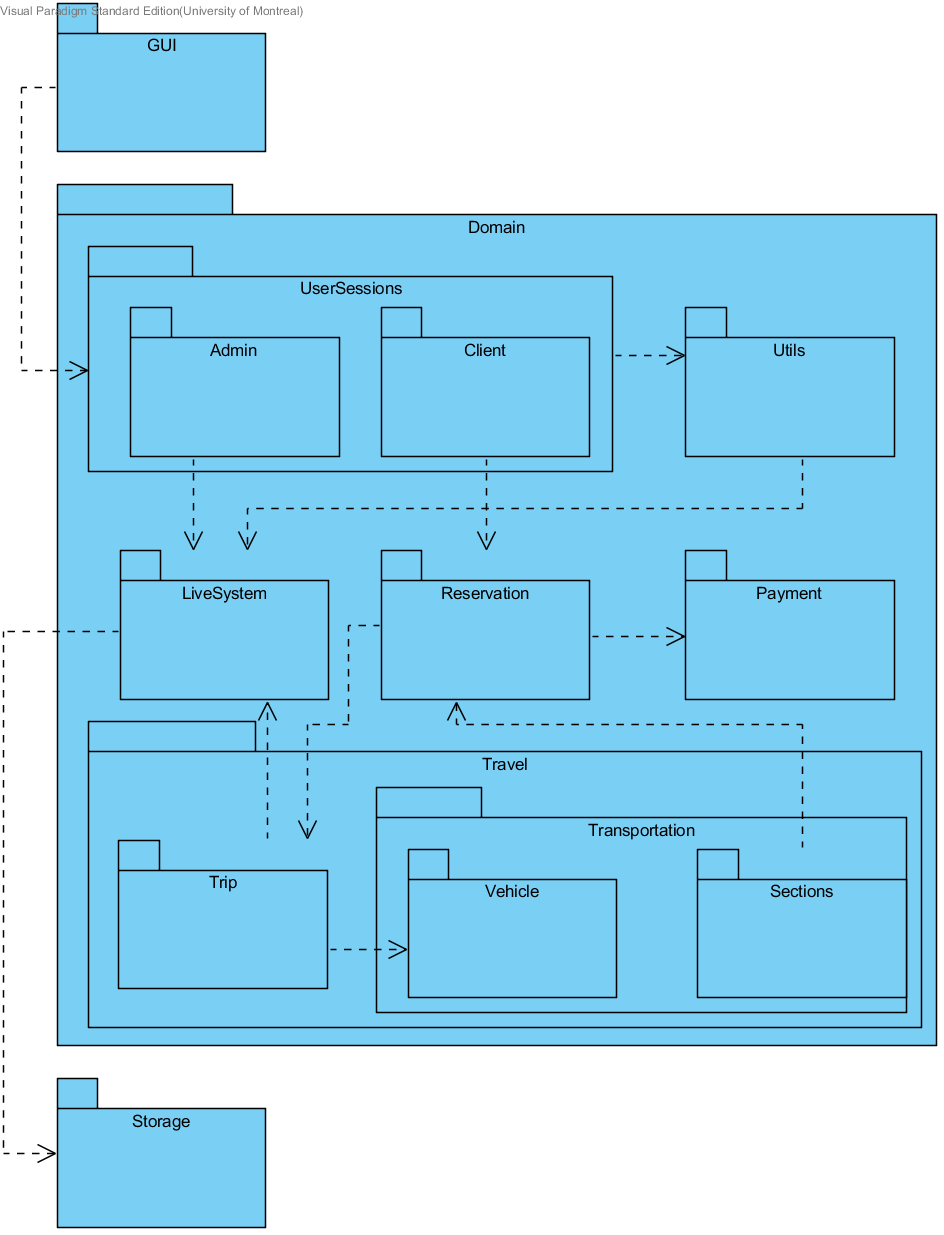 Visual Paradigm Standard Edition(University of Montreal)
GUI
Domain
UserSessions
Admin
Client
Utils
LiveSystem
Reservation
Payment
Travel
Transportation
Trip
Vehicle
Sections
Storage